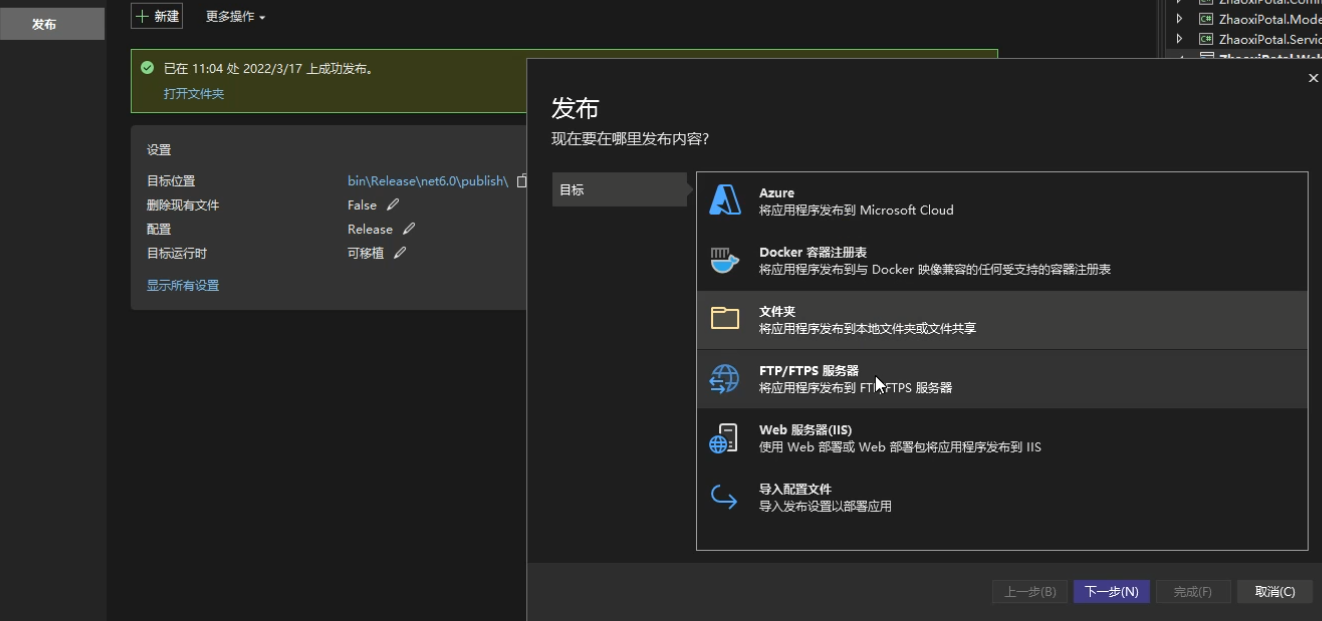 发布
新建
更多操作
已在 11:04 处 2022/3/17 上成功发布。
打开文件夹
设置
目标位置
bin\Release\net6.0\publish\
删除现有文件
False
配置
Release
目标运行时
可移植
显示所有设置
C# ZhaoxiPotal.Mode
C# ZhaoxiPotal.Servic
发布
现在要在哪里发布内容?
目标
Azure
将应用程序发布到 Microsoft Cloud
Docker 容器注册表
将应用程序发布到与 Docker 映像兼容的任何受支持的容器注册表
文件夹
将应用程序发布到本地文件夹或文件共享
FTP/FTPS 服务器
将应用程序发布到 FTP/FTPS 服务器
Web 服务器(IIS)
使用 Web 部署或 Web 部署包将应用程序发布到 IIS
导入配置文件
导入发布设置以部署应用
上一步(B)
下一步(N)
完成(F)
取消(C)